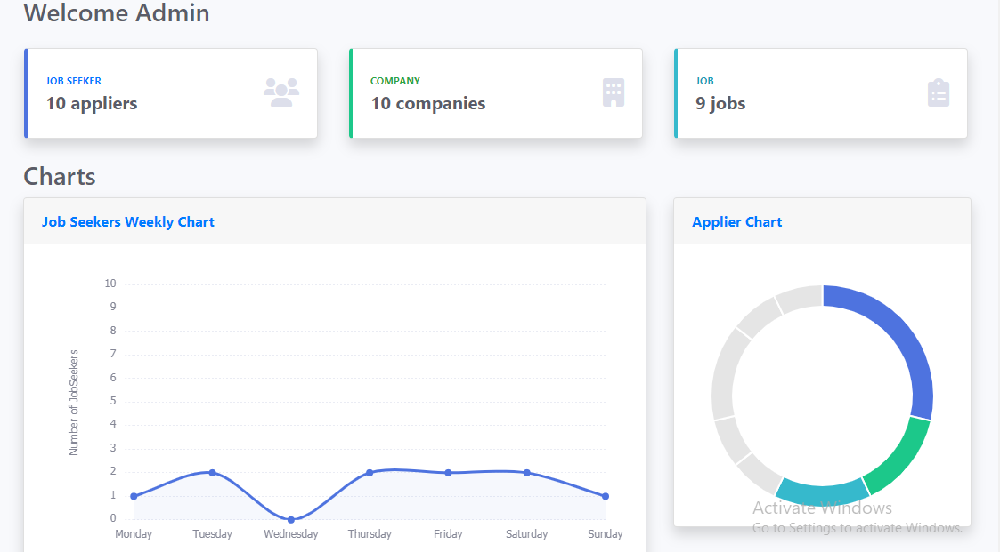 Welcome Admin
JOB SEEKER
10 appliers
COMPANY
10 companies
JOB
9 jobs
Charts
Job Seekers Weekly Chart
Number of JobSeekers
10
9
8
7
6
5
4
3
2
1
0
Monday Tuesday Wednesday Thursday Friday Saturday Sunday
Applier Chart
Activate Windows
Go to Settings to activate Windows.